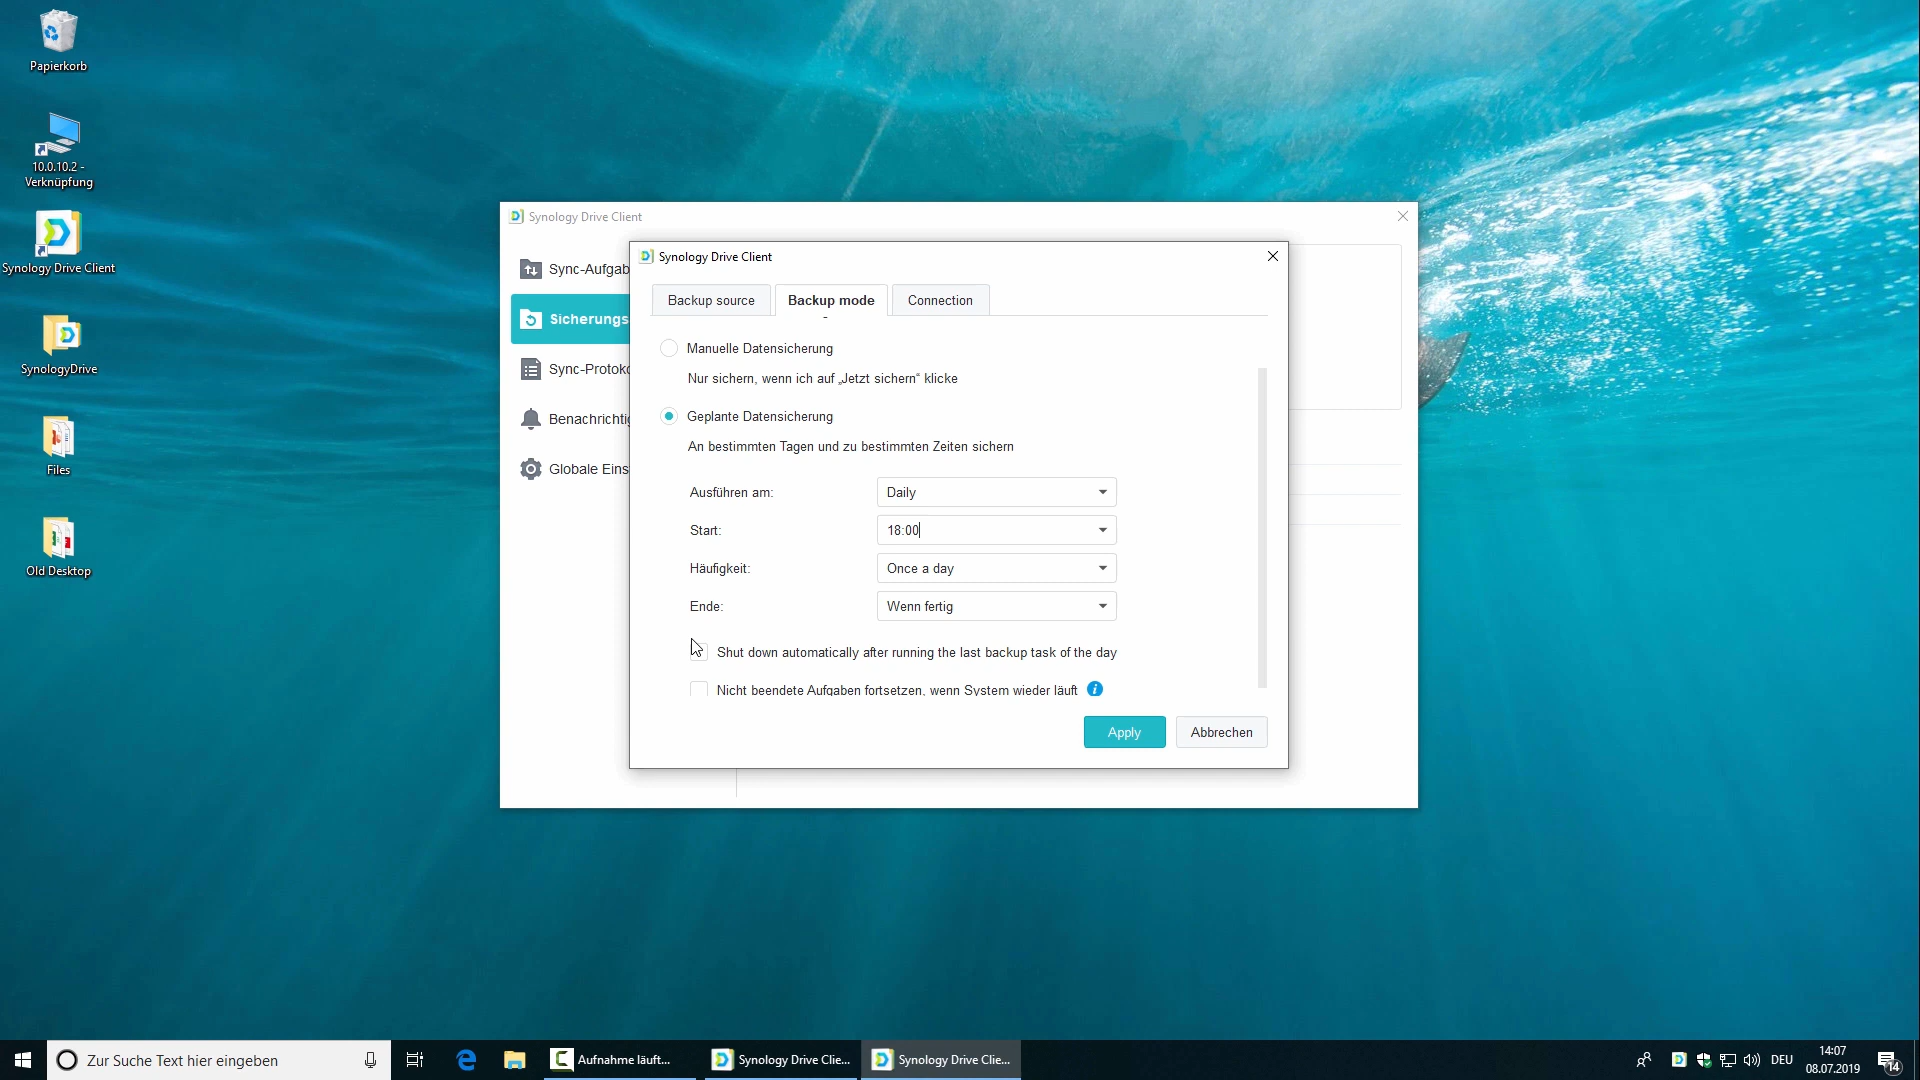 Papierkorb
10.0.10.2 -
Verknüpfung
Synology Drive Client
SynologyDrive
Files
Old Desktop
Synology Drive Client
Sync-Aufgab
Sicherungs
Sync-Protoko
Benachrichtig
Globale Eins
Synology Drive Client
Backup source
Backup mode
Connection
Manuelle Datensicherung
Nur sichern, wenn ich auf „Jetzt sichern“ klicke
Geplante Datensicherung
An bestimmten Tagen und zu bestimmten Zeiten sichern
Ausführen am:
Daily
Start:
18:00
Häufigkeit:
Once a day
Ende:
Wenn fertig
Shut down automatically after running the last backup task of the day
Nicht beendete Aufgaben fortsetzen, wenn System wieder läuft
Apply
Abbrechen
Zur Suche Text hier eingeben
Aufnahme läuft...
Synology Drive Clie...
Synology Drive Clie...
DEU
14:07
08.07.2019
14